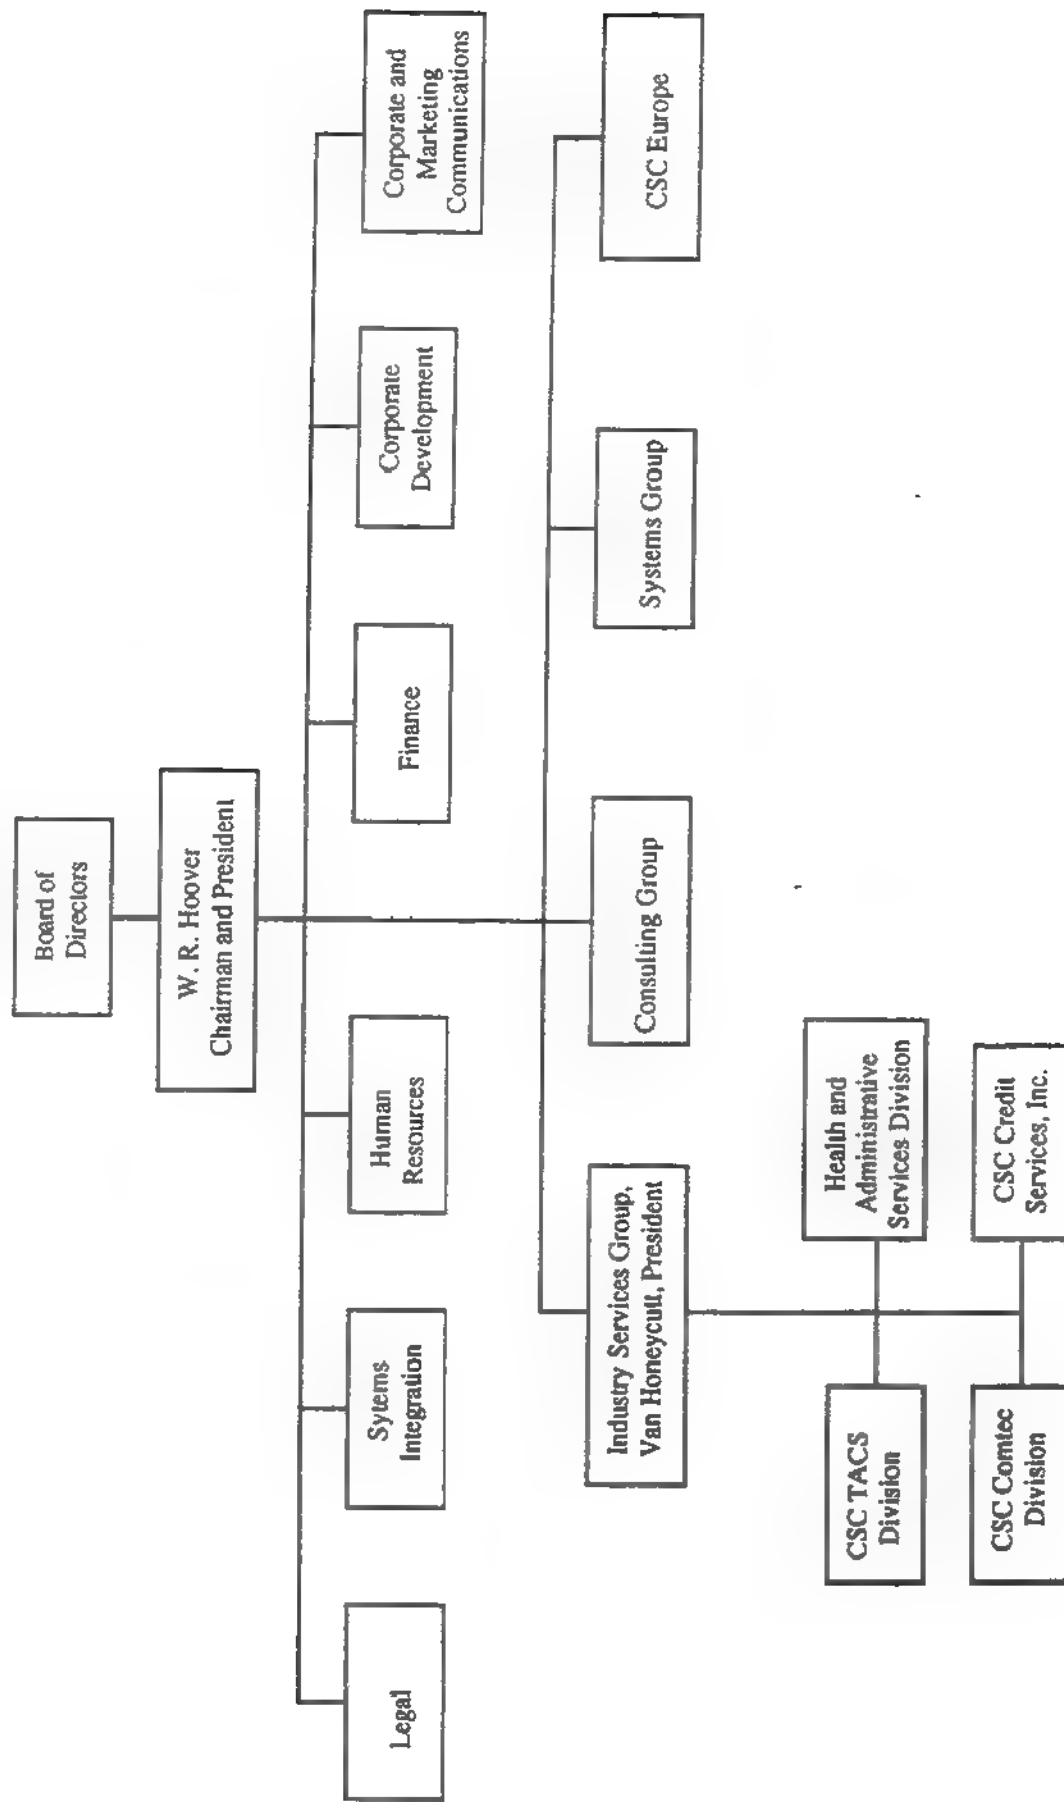 Board of
Directors
W. R. Hoover
Chairman and President
Legal
Sytems
Integration
Human
Resources
Finance
Corporate
Development
Corporate and
Marketing
Communications
Industry Services Group,
Van Honeycutt, President
Consulting Group
Systems Group
CSC Europe
CSC TACS
Division
Health and
Administrative
Services Division
CSC Comtec
Division
CSC Credit
Services, Inc.